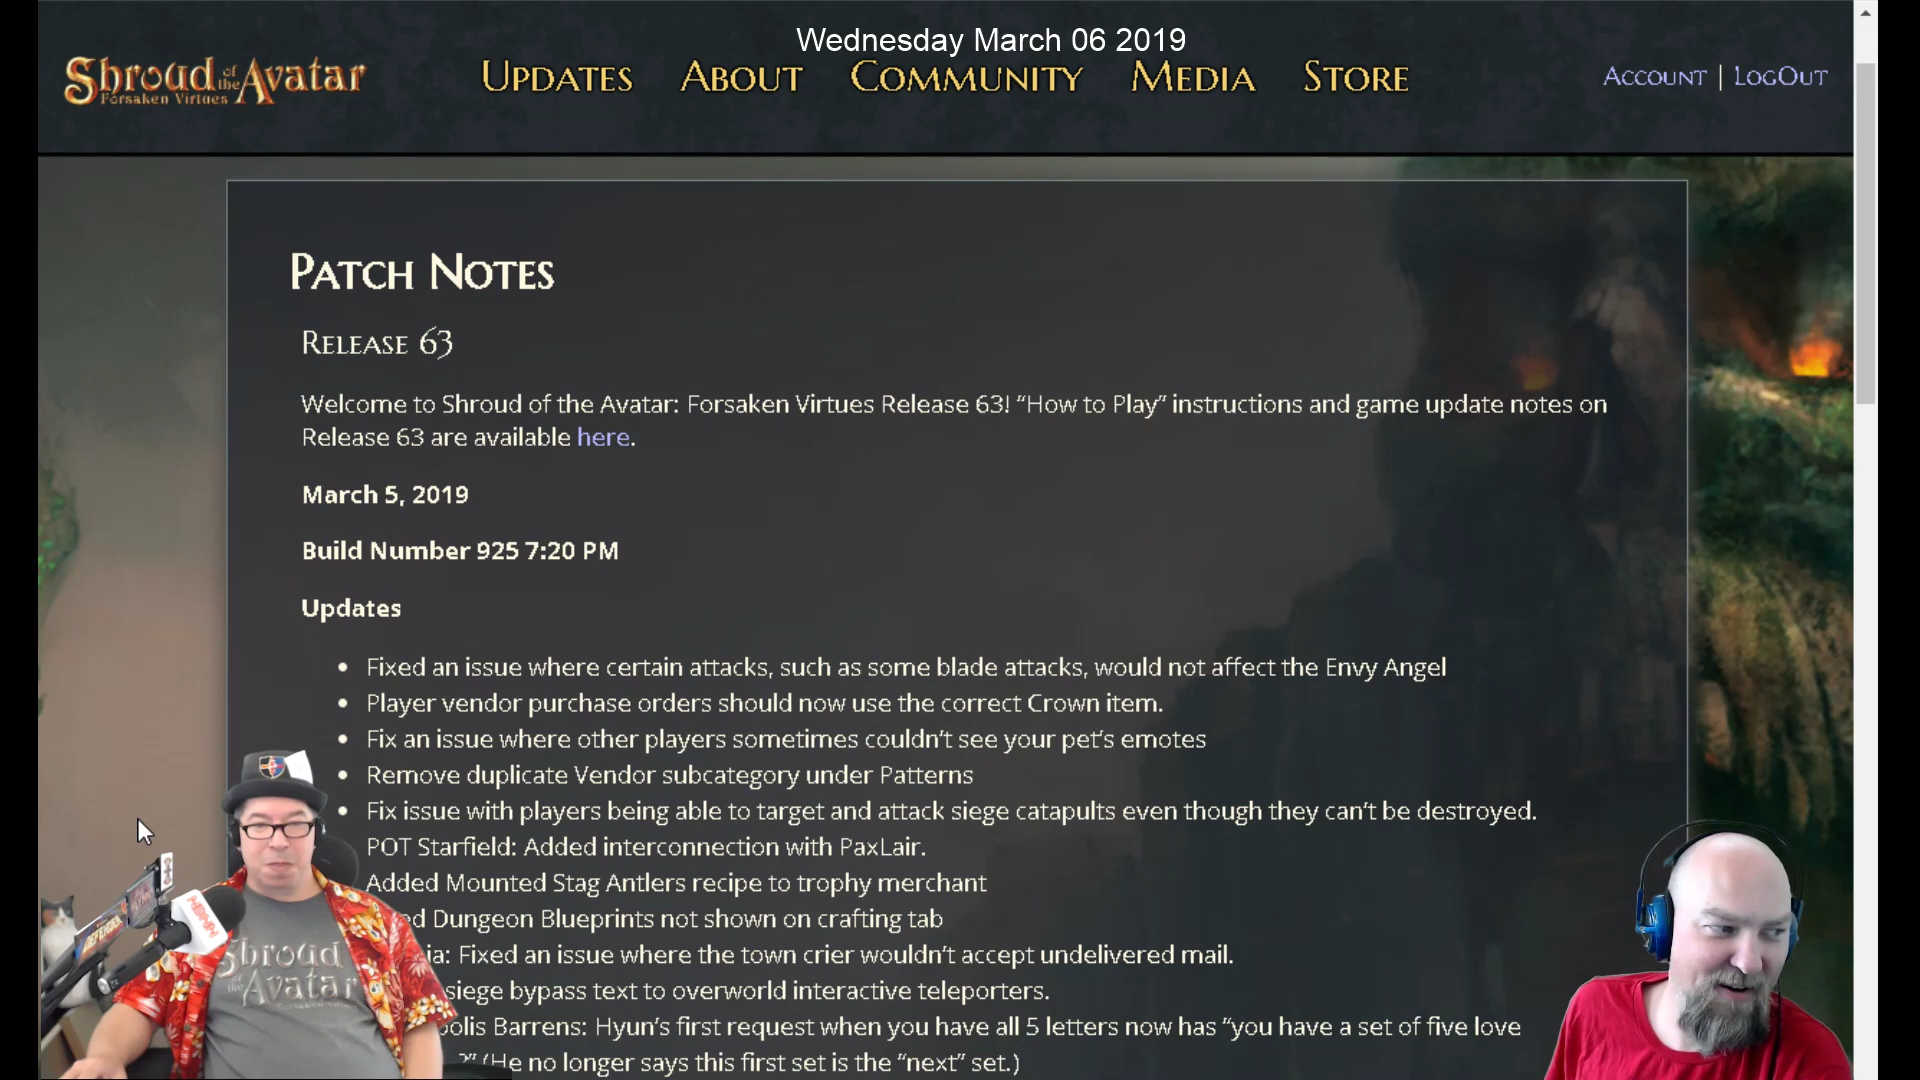 Wednesday March 06 2019
Shroud of the Avatar
Forsaken Virtues
Updates About Community Media Store
Account | LogOut
Patch Notes
Release 63
Welcome to Shroud of the Avatar: Forsaken Virtues Release 63! “How to Play” instructions and game update notes on
Release 63 are available here.
March 5, 2019
Build Number 925 7:20 PM
Updates
• Fixed an issue where certain attacks, such as some blade attacks, would not affect the Envy Angel
• Player vendor purchase orders should now use the correct Crown item.
• Fix an issue where other players sometimes couldn’t see your pet’s emotes
• Remove duplicate Vendor subcategory under Patterns
• Fix issue with players being able to target and attack siege catapults even though they can’t be destroyed.
POT Starfield: Added interconnection with PaxLair.
Added Mounted Stag Antlers recipe to trophy merchant
Dungeon Blueprints not shown on crafting tab
Fixed an issue where the town crier wouldn’t accept undelivered mail.
siege bypass text to overworld interactive teleporters.
Barrens: Hyun’s first request when you have all 5 letters now has “you have a set of five love
?” (He no longer says this first set is the “next” set.)
DEFENDER
Shroud
of the Avatar